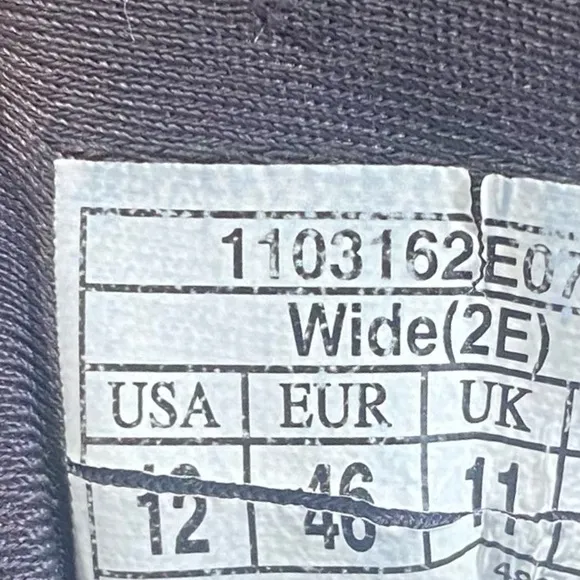 1103162E07
Wide(2E)
USA EUR UK
12 46 11